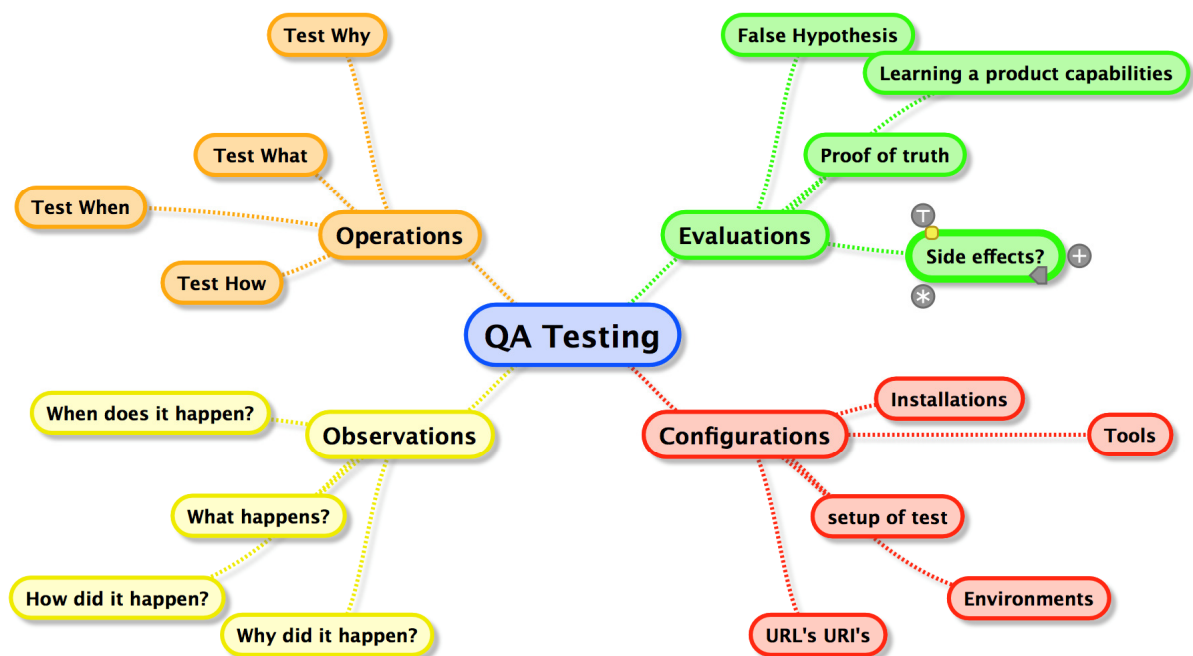 Test Why
Test What
Test When
Operations
Test How
False Hypothesis
Learning a product capabilities
Proof of truth
Evaluations
Side effects?
QA Testing
When does it happen?
Observations
What happens?
How did it happen?
Why did it happen?
Installations
Configurations
Tools
setup of test
Environments
URL's URI's